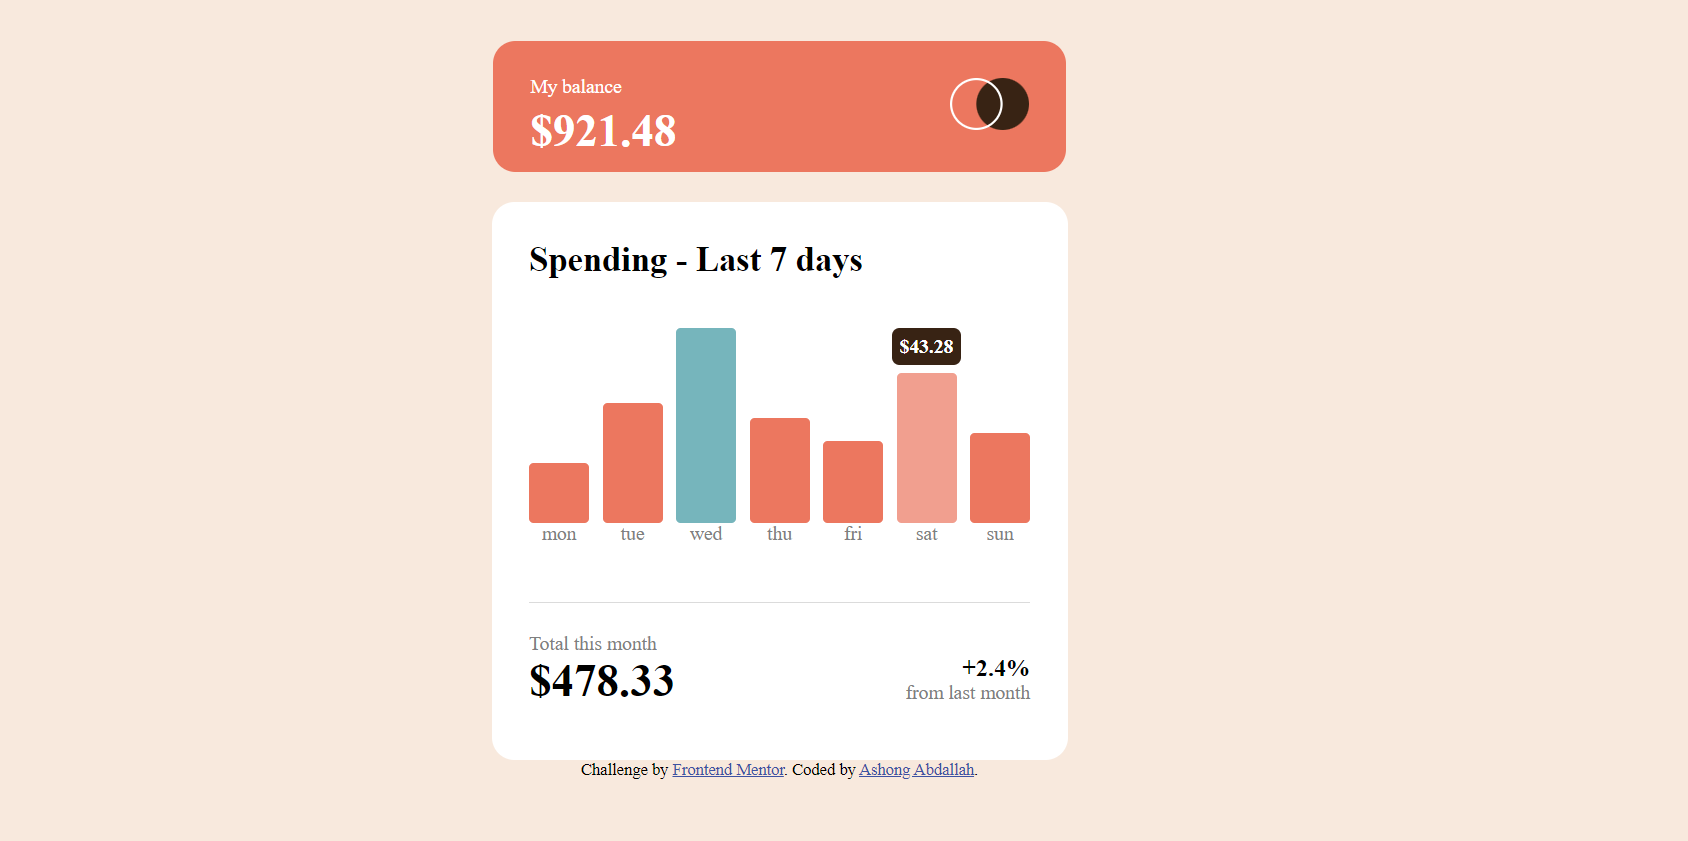 My balance
$921.48
Spending - Last 7 days
$43.28
mon tue wed thu fri sat sun
Total this month
$478.33
+2.4%
from last month
Challenge by Frontend Mentor. Coded by Ashong Abdallah.